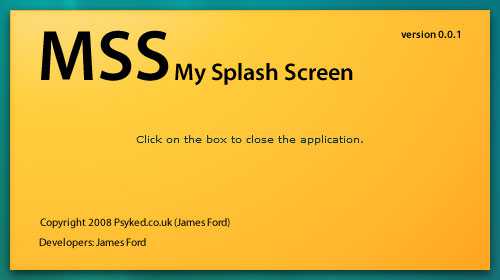 version 0.0.1
MSS My Splash Screen
Click on the box to close the application.
Copyright 2008 Psyked.co.uk (James Ford)
Developers: James Ford